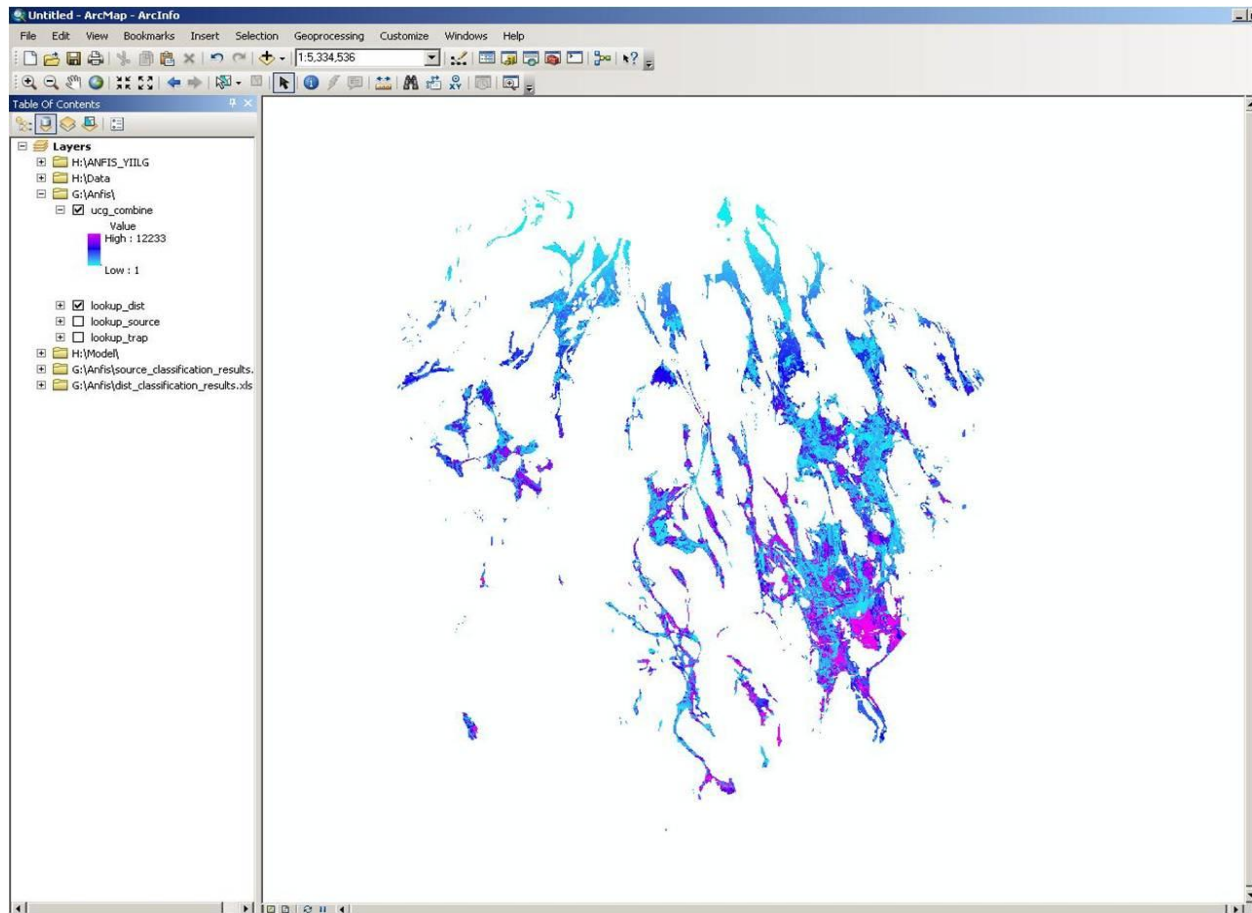 Untitled - ArcMap - ArcInfo
File Edit View Bookmarks Insert Selection Geoprocessing Customize Windows Help
1:5,334,536
Table Of Contents
Layers
H:\ANFIS_YIILG
H:\Data
G:\Anfis\
ucg_combine
Value
High : 12233
Low : 1
lookup_dist
lookup_source
lookup_trap
H:\Model\
G:\Anfis\source_classification_results.
G:\Anfis\dist_classification_results.xls